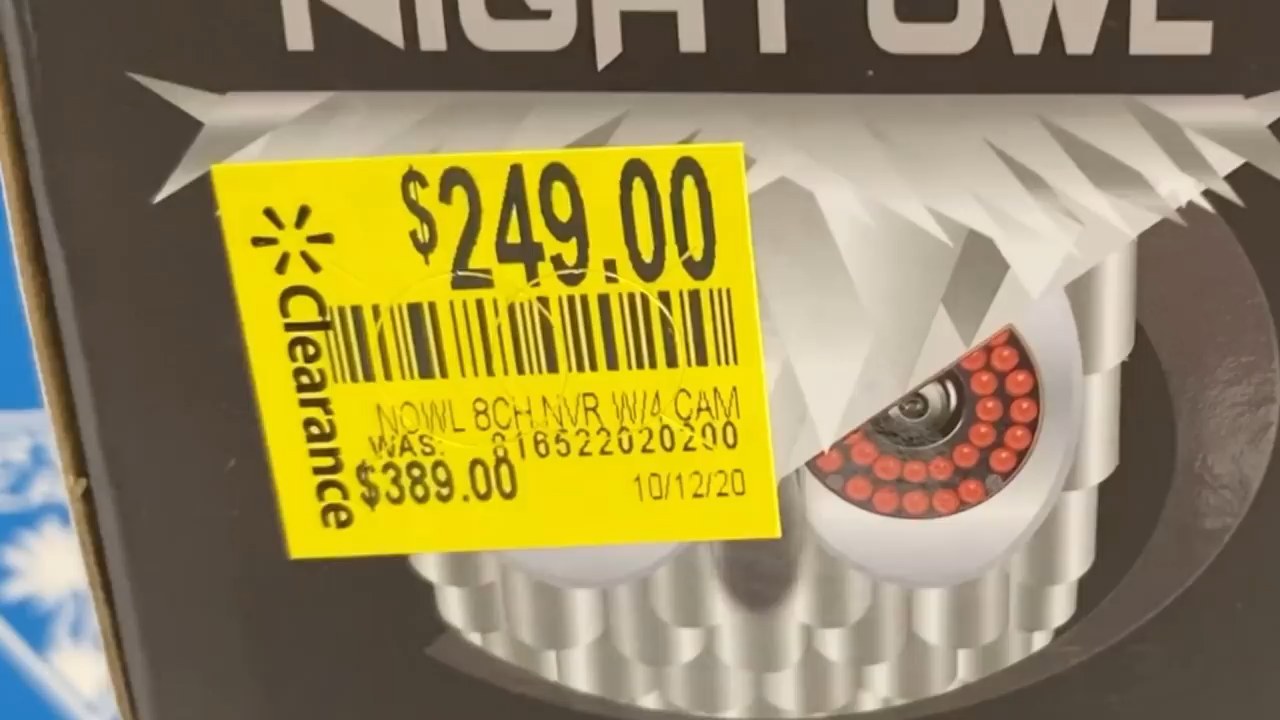 NIGHT OWL
$249.00
Clearance
NOWL 8CH NVR W/4 CAM
WAS: 816522020200
$389.00 10/12/20